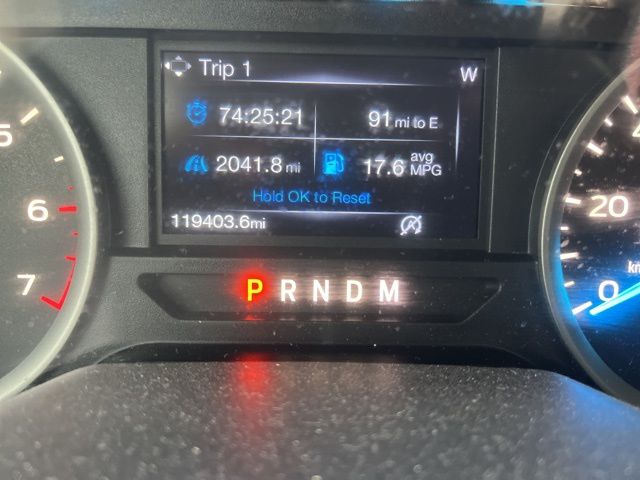 Trip 1 W
74:25:21 91 mi to E
2041.8 mi 17.6 avg MPG
Hold OK to Reset
119403.6mi
P R N D M
5
6
7
20
0
km